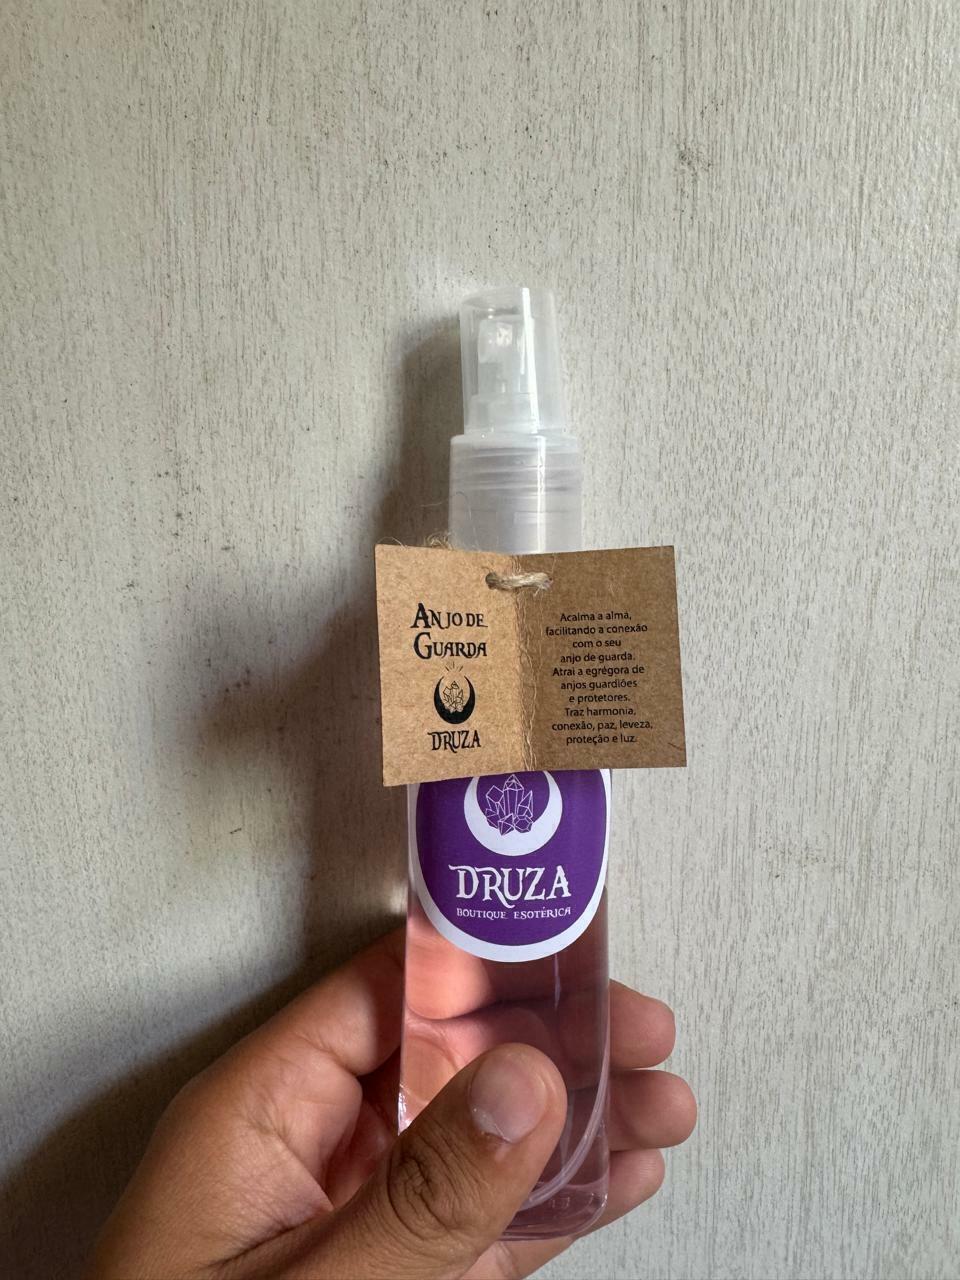 ANJO DE
GUARDA
DRUZA
Acalma a alma,
facilitando a conexão
com o seu
anjo de guarda.
Atrai a egrégora de
anjos guardiões
e protetores.
Traz harmonia,
conexão, paz, leveza,
proteção e luz.
DRUZA
BOUTIQUE ESOTÉRICA